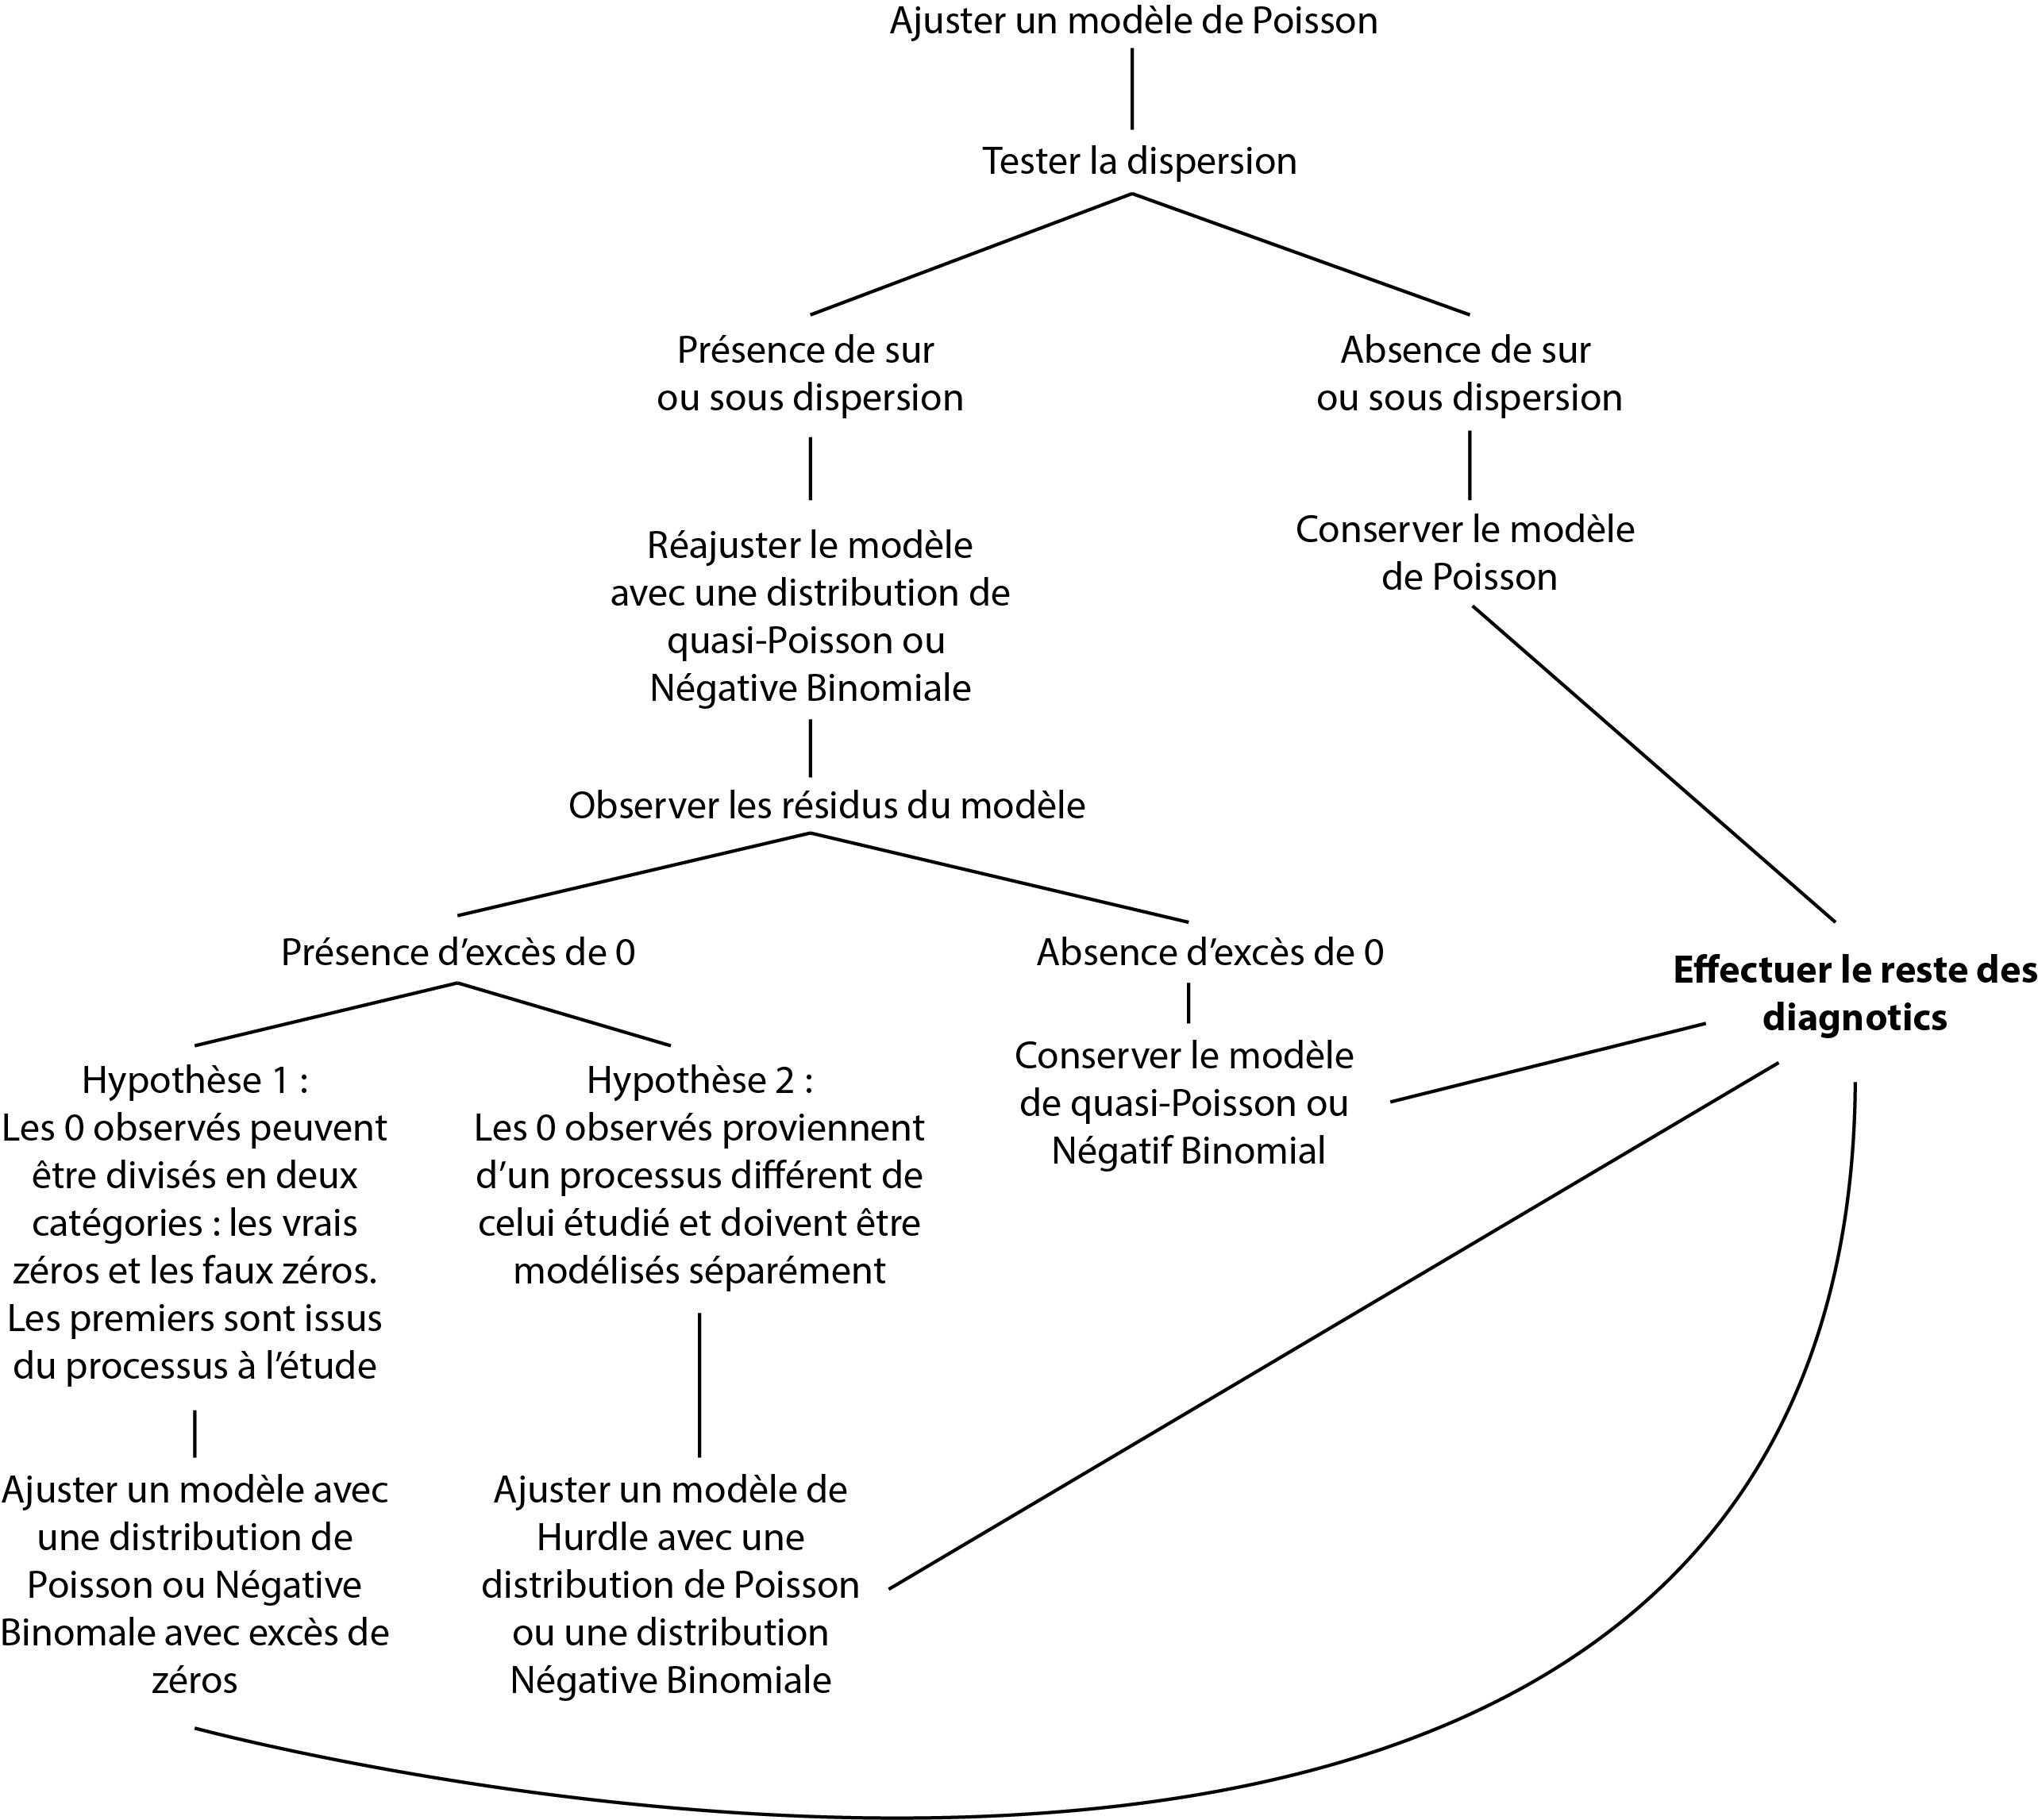 Ajuster un modèle de Poisson
Tester la dispersion
Présence de sur
ou sous dispersion
Absence de sur
ou sous dispersion
Réajuster le modèle
avec une distribution de
quasi-Poisson ou
Négative Binomiale
Conserver le modèle
de Poisson
Observer les résidus du modèle
Présence d’excès de 0
Absence d’excès de 0
Effectuer le reste des
diagnotics
Hypothèse 1 :
Les 0 observés peuvent
être divisés en deux
catégories : les vrais
zéros et les faux zéros.
Les premiers sont issus
du processus à l’étude
Hypothèse 2 :
Les 0 observés proviennent
d’un processus différent de
celui étudié et doivent être
modélisés séparément
Conserver le modèle
de quasi-Poisson ou
Négatif Binomial
Ajuster un modèle avec
une distribution de
Poisson ou Négative
Binomale avec excès de
zéros
Ajuster un modèle de
Hurdle avec une
distribution de Poisson
ou une distribution
Négative Binomiale